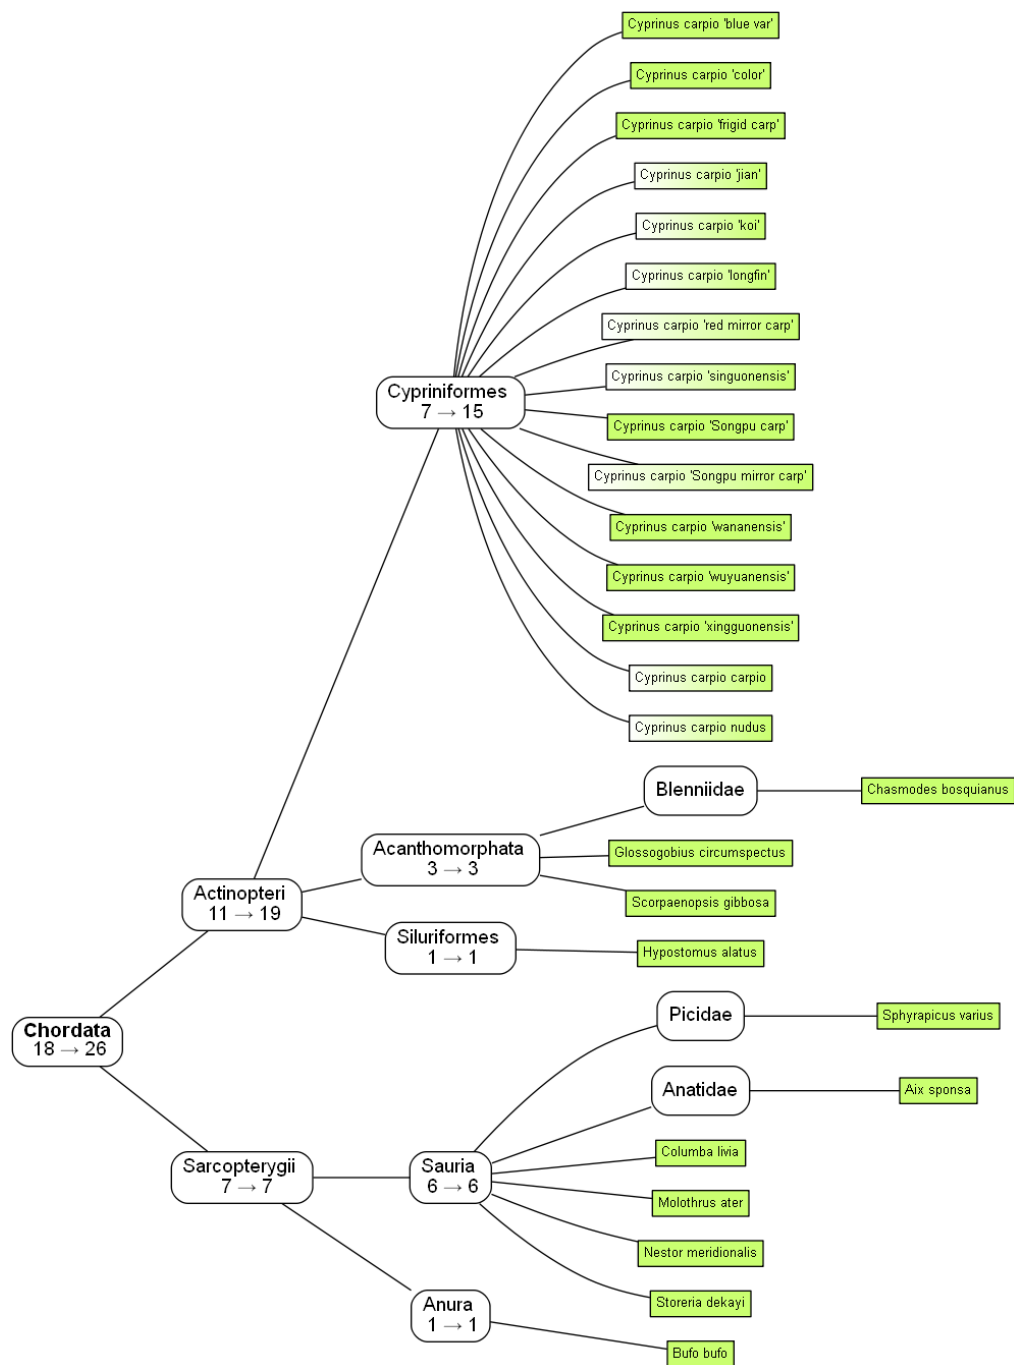 Cyprinus carpio 'blue var'
Cyprinus carpio 'color'
Cyprinus carpio 'frigid carp'
Cyprinus carpio 'jian'
Cyprinus carpio 'koi'
Cyprinus carpio 'longfin'
Cyprinus carpio 'red mirror carp'
Cyprinus carpio 'singuonensis'
Cypriniformes
7 → 15
Cyprinus carpio 'Songpu carp'
Cyprinus carpio 'Songpu mirror carp'
Cyprinus carpio 'wananensis'
Cyprinus carpio 'wuyuanensis'
Cyprinus carpio 'xingguonensis'
Cyprinus carpio carpio
Cyprinus carpio nudus
Blenniidae
Chasmodes bosquianus
Acanthomorphata
3 → 3
Glossogobius circumspectus
Scorpaenopsis gibbosa
Actinopteri
11 → 19
Siluriformes
1 → 1
Hypostomus alatus
Picidae
Sphyrapicus varius
Chordata
18 → 26
Anatidae
Aix sponsa
Columba livia
Sarcopterygii
7 → 7
Sauria
6 → 6
Molothrus ater
Nestor meridionalis
Storeria dekayi
Anura
1 → 1
Bufo bufo